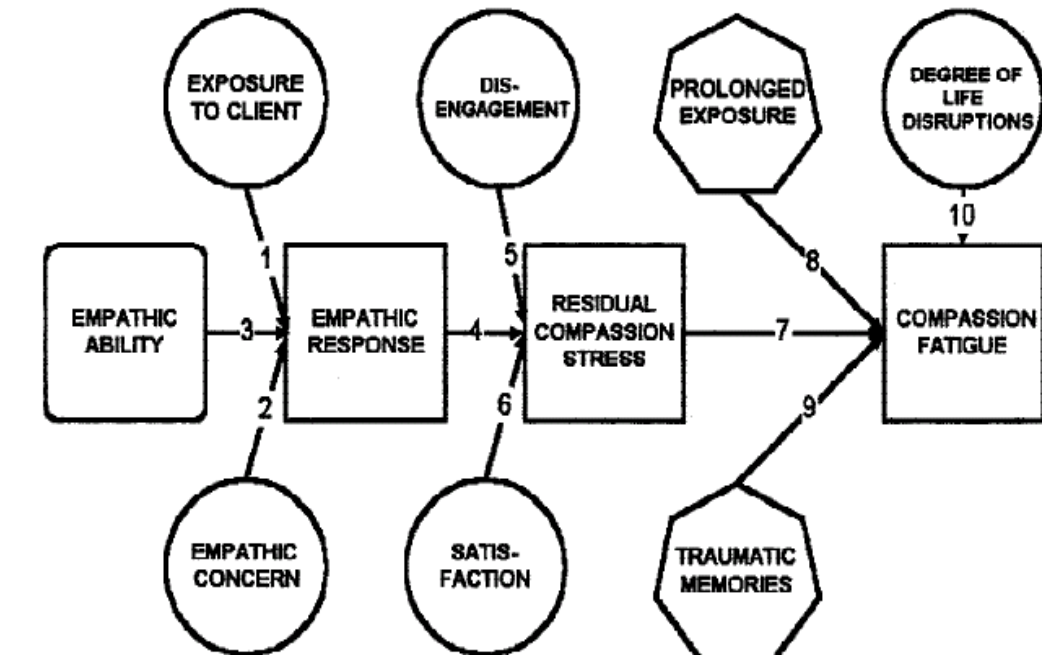 EXPOSURE
TO CLIENT
DIS-
ENGAGEMENT
PROLONGED
EXPOSURE
DEGREE OF
LIFE
DISRUPTIONS
1
5
8
10
EMPATHIC
ABILITY
3
EMPATHIC
RESPONSE
4
RESIDUAL
COMPASSION
STRESS
7
COMPASSION
FATIGUE
2
6
9
EMPATHIC
CONCERN
SATIS-
FACTION
TRAUMATIC
MEMORIES